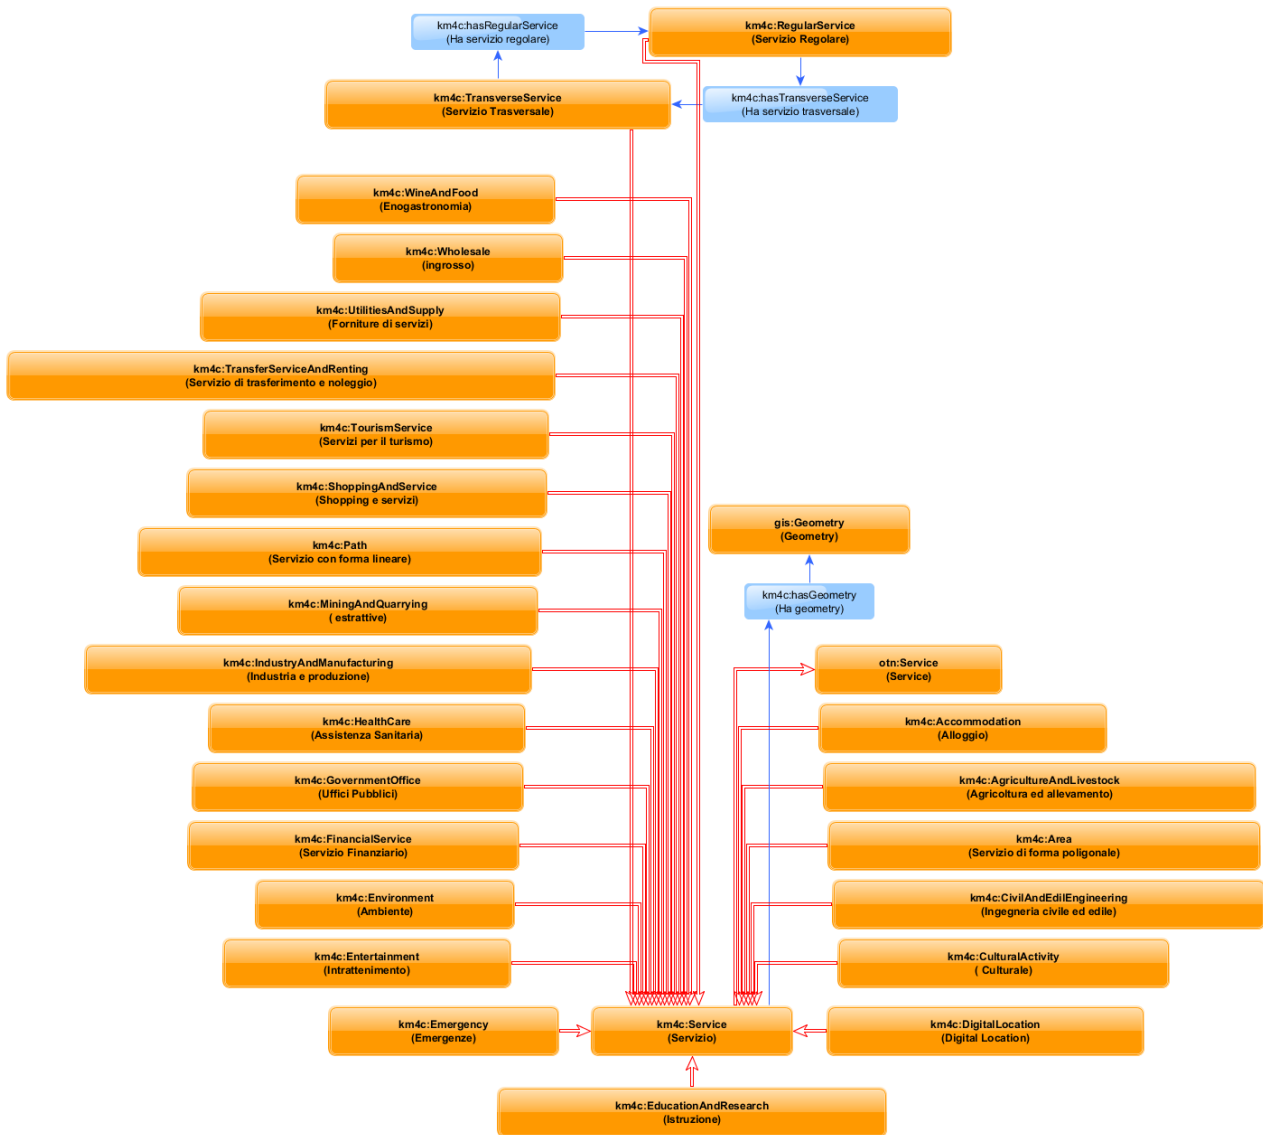 km4c:hasRegularService
(Ha servizio regolare)
km4c:RegularService
(Servizio Regolare)
km4c:TransverseService
(Servizio Trasversale)
km4c:hasTransverseService
(Ha servizio trasversale)
km4c:WineAndFood
(Enogastronomia)
km4c:Wholesale
(ingrosso)
km4c:UtilitiesAndSupply
(Forniture di servizi)
km4c:TransferServiceAndRenting
(Servizio di trasferimento e noleggio)
km4c:TourismService
(Servizi per il turismo)
km4c:ShoppingAndService
(Shopping e servizi)
gis:Geometry
(Geometry)
km4c:Path
(Servizio con forma lineare)
km4c:hasGeometry
(Ha geometry)
km4c:MiningAndQuarrying
( estrattive)
km4c:IndustryAndManufacturing
(Industria e produzione)
otn:Service
(Service)
km4c:HealthCare
(Assistenza Sanitaria)
km4c:Accommodation
(Alloggio)
km4c:GovernmentOffice
(Uffici Pubblici)
km4c:AgricultureAndLivestock
(Agricoltura ed allevamento)
km4c:FinancialService
(Servizio Finanziario)
km4c:Area
(Servizio di forma poligonale)
km4c:Environment
(Ambiente)
km4c:CivilAndEdilEngineering
(Ingegneria civile ed edile)
km4c:Entertainment
(Intrattenimento)
km4c:CulturalActivity
( Culturale)
km4c:Emergency
(Emergenze)
km4c:Service
(Servizio)
km4c:DigitalLocation
(Digital Location)
km4c:EducationAndResearch
(Istruzione)